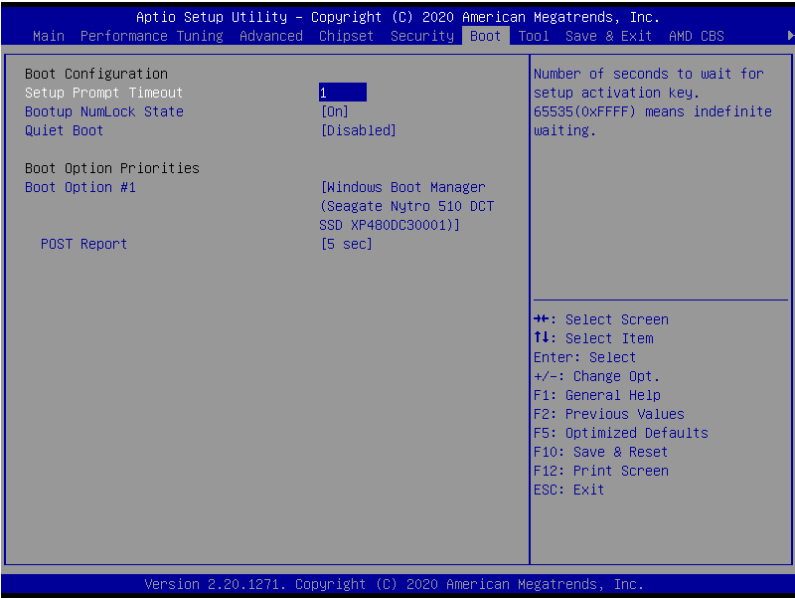 Aptio Setup Utility – Copyright (C) 2020 American Megatrends, Inc.
Main Performance Tuning Advanced Chipset Security Boot Tool Save & Exit AMD CBS
Boot Configuration
Setup Prompt Timeout 1
Bootup NumLock State [On]
Quiet Boot [Disabled]
Boot Option Priorities
Boot Option #1 [Windows Boot Manager
(Seagate Nytro 510 DCT
SSD XP480DC30001)]
POST Report [5 sec]
Number of seconds to wait for
setup activation key.
65535(0xFFFF) means indefinite
waiting.
→←: Select Screen
↑↓: Select Item
Enter: Select
+/-: Change Opt.
F1: General Help
F2: Previous Values
F5: Optimized Defaults
F10: Save & Reset
F12: Print Screen
ESC: Exit
Version 2.20.1271. Copyright (C) 2020 American Megatrends, Inc.